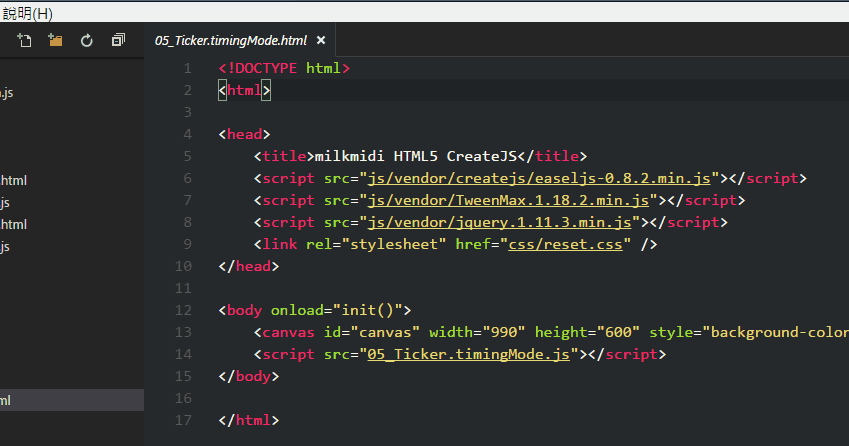 說明(H)
05_Ticker.timingMode.html ×
.js
.html
.js
.html
.js
ml
1 <!DOCTYPE html>
2 <html>
3
4 <head>
5 <title>milkmidi HTML5 CreateJS</title>
6 <script src="js/vendor/createjs/easeljs-0.8.2.min.js"></script>
7 <script src="js/vendor/TweenMax.1.18.2.min.js"></script>
8 <script src="js/vendor/jquery.1.11.3.min.js"></script>
9 <link rel="stylesheet" href="css/reset.css" />
10 </head>
11
12 <body onload="init()">
13 <canvas id="canvas" width="990" height="600" style="background-color
14 <script src="05_Ticker.timingMode.js"></script>
15 </body>
16
17 </html>